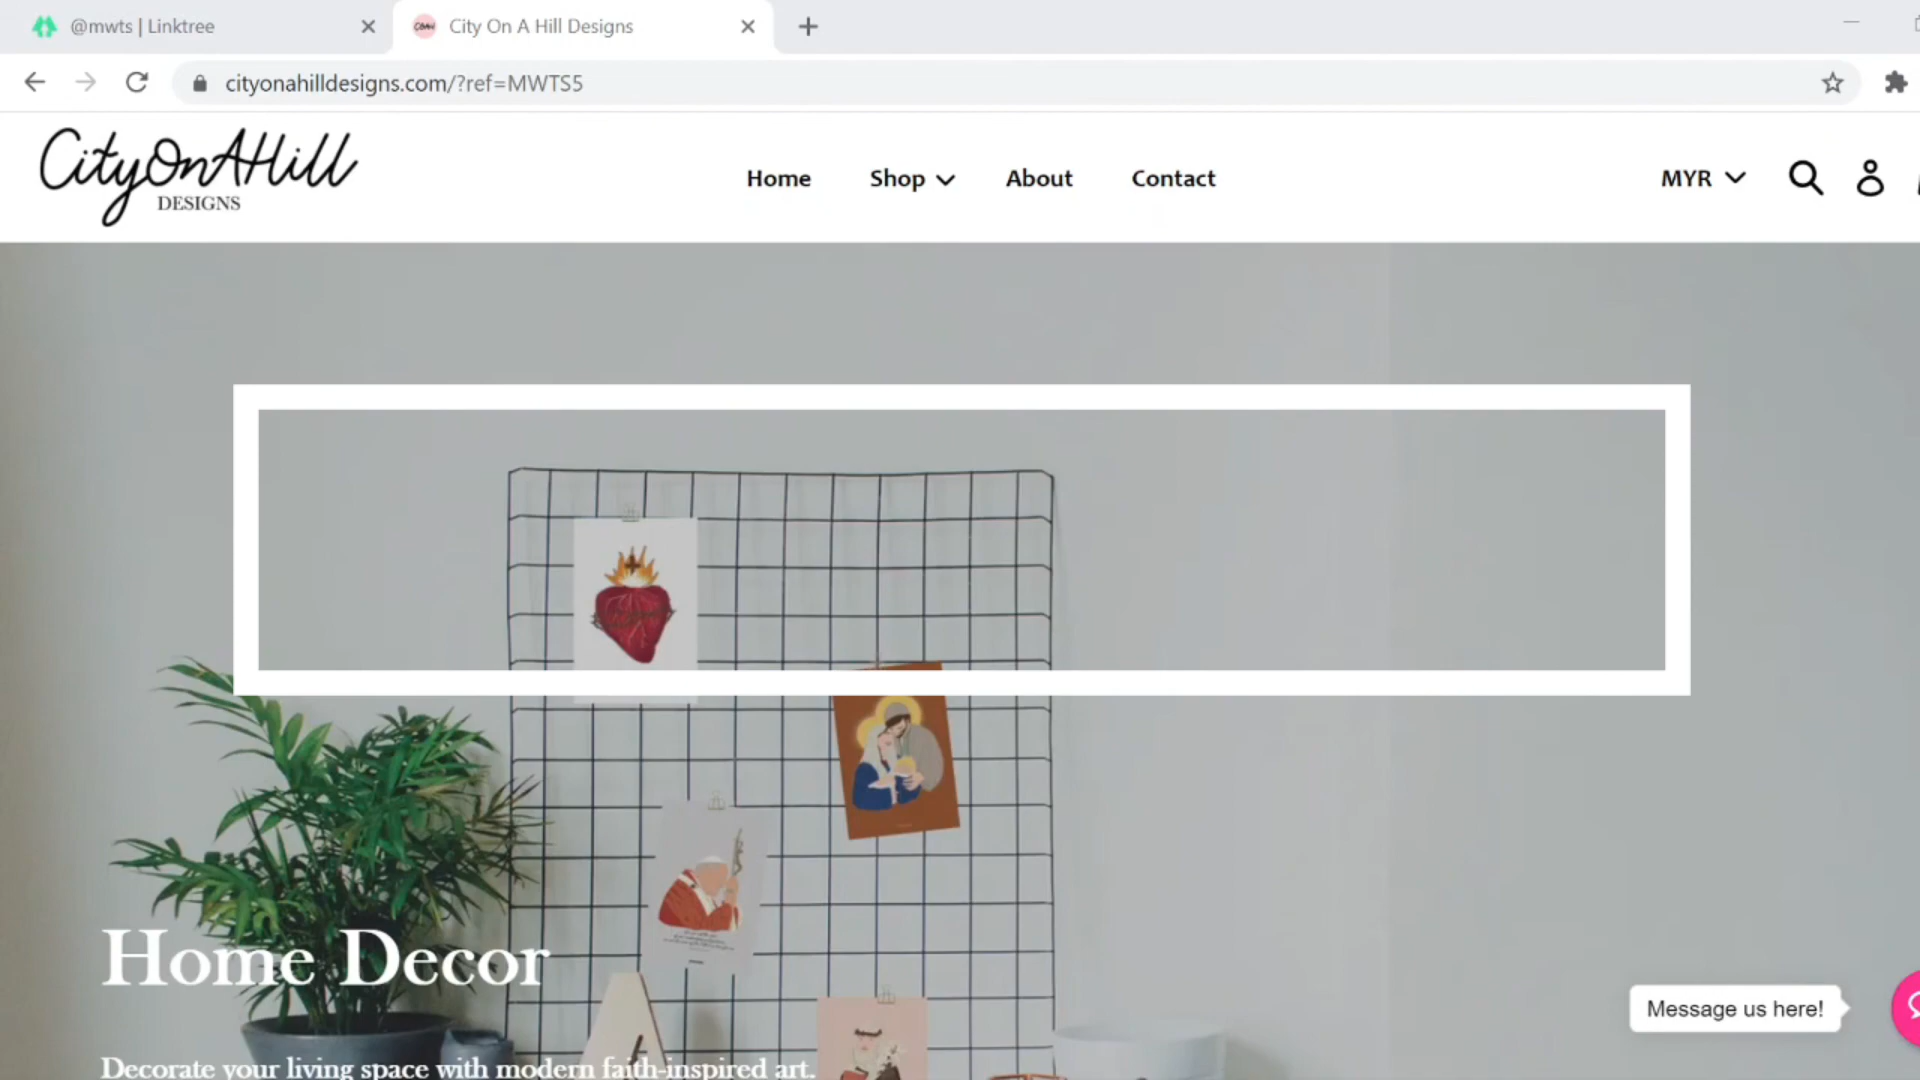 @mwts | Linktree
City On A Hill Designs
cityonahilldesigns.com/?ref=MWTS5
CityOnAHill
DESIGNS
Home
Shop
About
Contact
MYR
Home Decor
Decorate your living space with modern faith-inspired art.
Message us here!